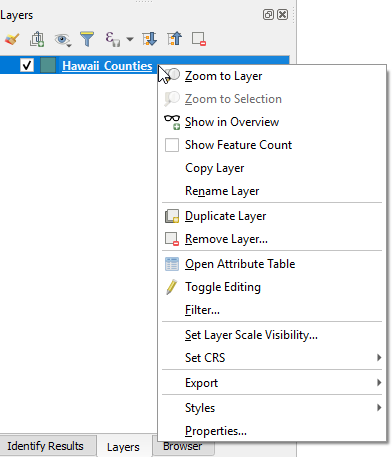 Layers
Hawaii Counties
Zoom to Layer
Zoom to Selection
Show in Overview
Show Feature Count
Copy Layer
Rename Layer
Duplicate Layer
Remove Layer...
Open Attribute Table
Toggle Editing
Filter...
Set Layer Scale Visibility...
Set CRS
Export
Styles
Properties...
Identify Results
Layers
Browser